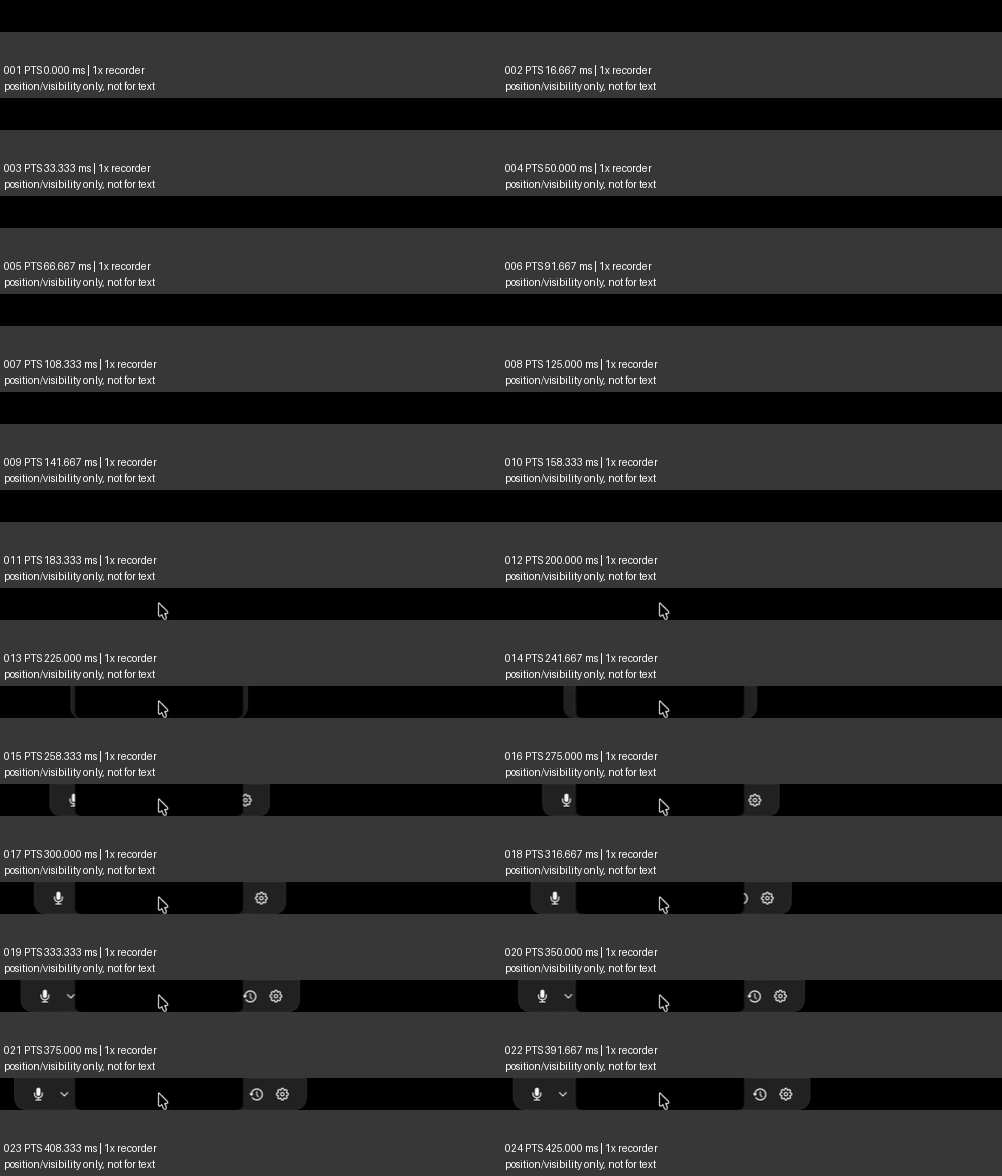 001 PTS 0.000 ms | 1x recorder
position/visibility only, not for text
002 PTS 16.667 ms | 1x recorder
position/visibility only, not for text
003 PTS 33.333 ms | 1x recorder
position/visibility only, not for text
004 PTS 50.000 ms | 1x recorder
position/visibility only, not for text
005 PTS 66.667 ms | 1x recorder
position/visibility only, not for text
006 PTS 91.667 ms | 1x recorder
position/visibility only, not for text
007 PTS 108.333 ms | 1x recorder
position/visibility only, not for text
008 PTS 125.000 ms | 1x recorder
position/visibility only, not for text
009 PTS 141.667 ms | 1x recorder
position/visibility only, not for text
010 PTS 158.333 ms | 1x recorder
position/visibility only, not for text
011 PTS 183.333 ms | 1x recorder
position/visibility only, not for text
012 PTS 200.000 ms | 1x recorder
position/visibility only, not for text
013 PTS 225.000 ms | 1x recorder
position/visibility only, not for text
014 PTS 241.667 ms | 1x recorder
position/visibility only, not for text
015 PTS 258.333 ms | 1x recorder
position/visibility only, not for text
016 PTS 275.000 ms | 1x recorder
position/visibility only, not for text
017 PTS 300.000 ms | 1x recorder
position/visibility only, not for text
018 PTS 316.667 ms | 1x recorder
position/visibility only, not for text
019 PTS 333.333 ms | 1x recorder
position/visibility only, not for text
020 PTS 350.000 ms | 1x recorder
position/visibility only, not for text
021 PTS 375.000 ms | 1x recorder
position/visibility only, not for text
022 PTS 391.667 ms | 1x recorder
position/visibility only, not for text
023 PTS 408.333 ms | 1x recorder
position/visibility only, not for text
024 PTS 425.000 ms | 1x recorder
position/visibility only, not for text